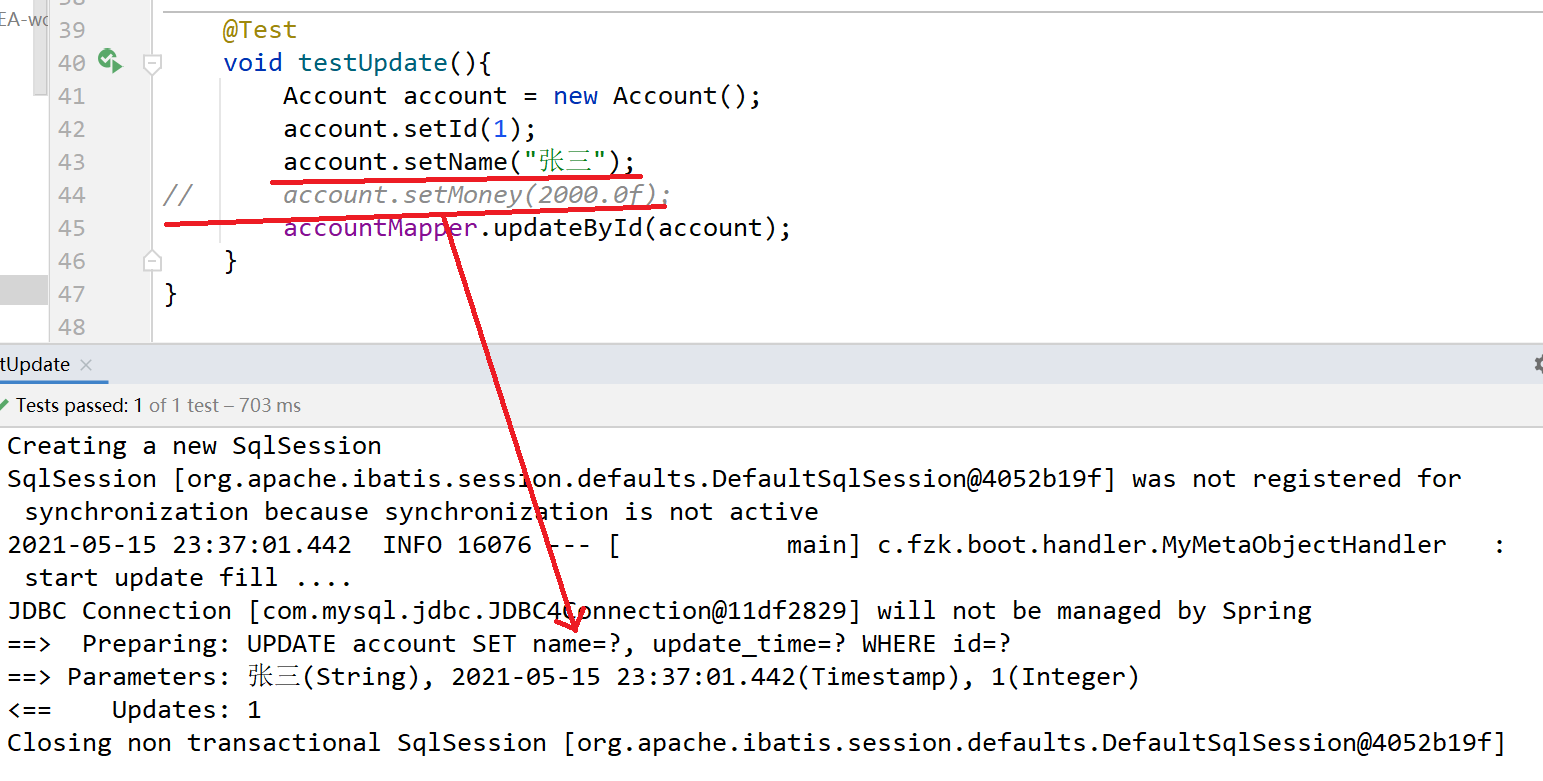 EA-wo
39 @Test
40 void testUpdate(){
41 Account account = new Account();
42 account.setId(1);
43 account.setName("张三");
44 // account.setMoney(2000.0f);
45 accountMapper.updateById(account);
46 }
47 }
48
tUpdate ×
Tests passed: 1 of 1 test – 703 ms
Creating a new SqlSession
SqlSession [org.apache.ibatis.session.defaults.DefaultSqlSession@4052b19f] was not registered for
synchronization because synchronization is not active
2021-05-15 23:37:01.442  INFO 16076 --- [           main] c.fzk.boot.handler.MyMetaObjectHandler   :
start update fill ....
JDBC Connection [com.mysql.jdbc.JDBC4Connection@11df2829] will not be managed by Spring
==>  Preparing: UPDATE account SET name=?, update_time=? WHERE id=?
==> Parameters: 张三(String), 2021-05-15 23:37:01.442(Timestamp), 1(Integer)
<==    Updates: 1
Closing non transactional SqlSession [org.apache.ibatis.session.defaults.DefaultSqlSession@4052b19f]